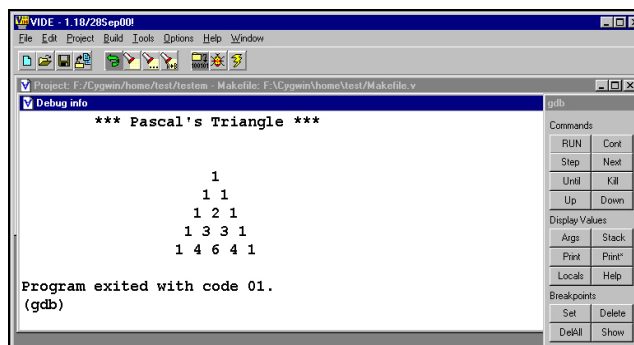 VIDE - 1.18/28Sep00!
File Edit Project Build Tools Options Help Window
Project: F:/Cygwin/home/test/testem - Makefile: F:\Cygwin\home\test/Makefile.v
Debug info
*** Pascal's Triangle ***
1
1 1
1 2 1
1 3 3 1
1 4 6 4 1
Program exited with code 01.
(gdb)
gdb
Commands
RUN Cont
Step Next
Until Kill
Up Down
Display Values
Args Stack
Print Print*
Locals Help
Breakpoints
Set Delete
DelAll Show